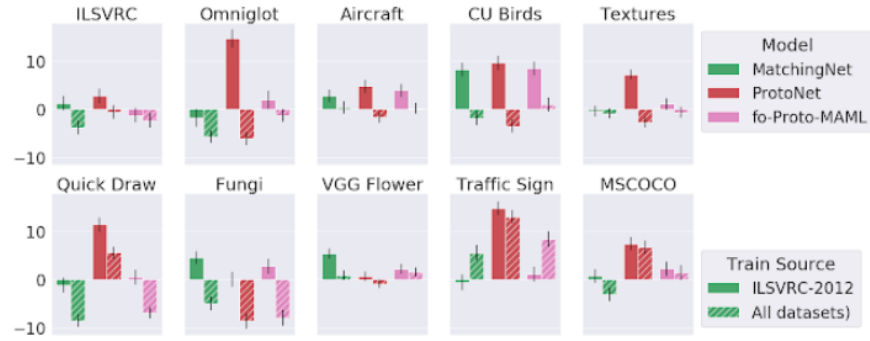 ILSVRC Omniglot Aircraft CU Birds Textures
10
0
−10
Model
MatchingNet
ProtoNet
fo-Proto-MAML
Quick Draw Fungi VGG Flower Traffic Sign MSCOCO
10
0
−10
Train Source
ILSVRC-2012
All datasets)